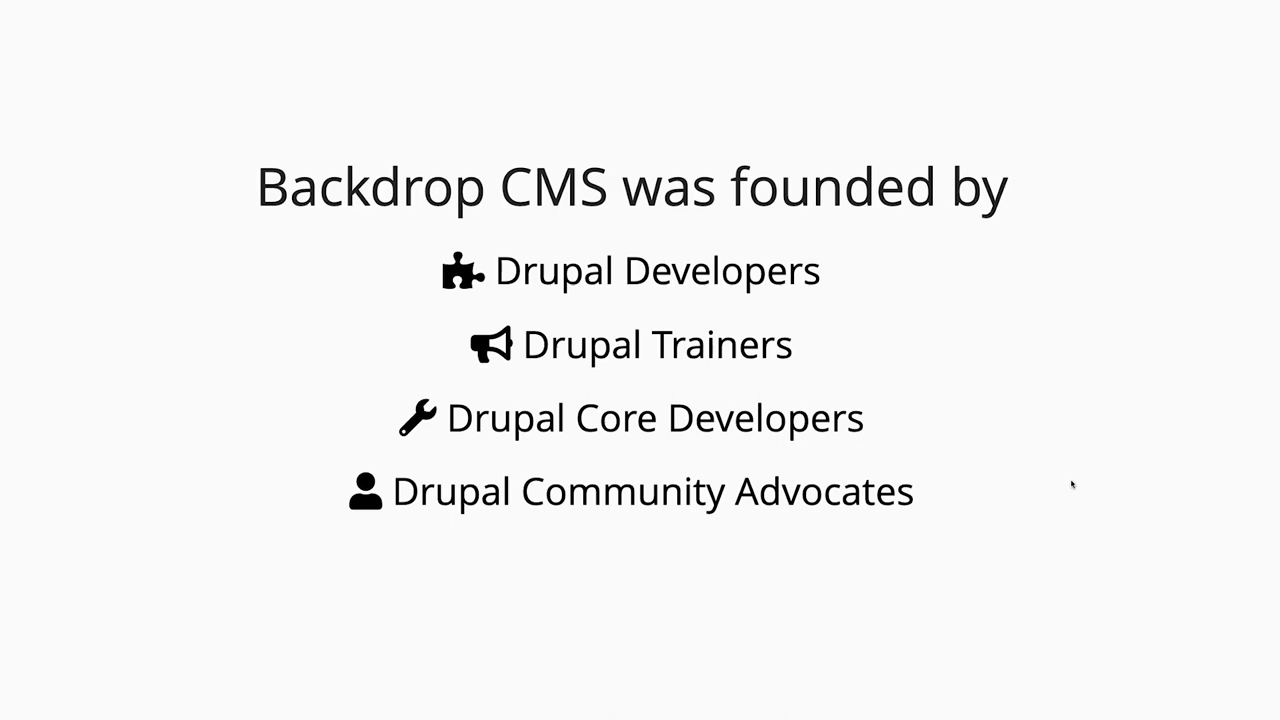 Backdrop CMS was founded by
Drupal Developers
Drupal Trainers
Drupal Core Developers
Drupal Community Advocates